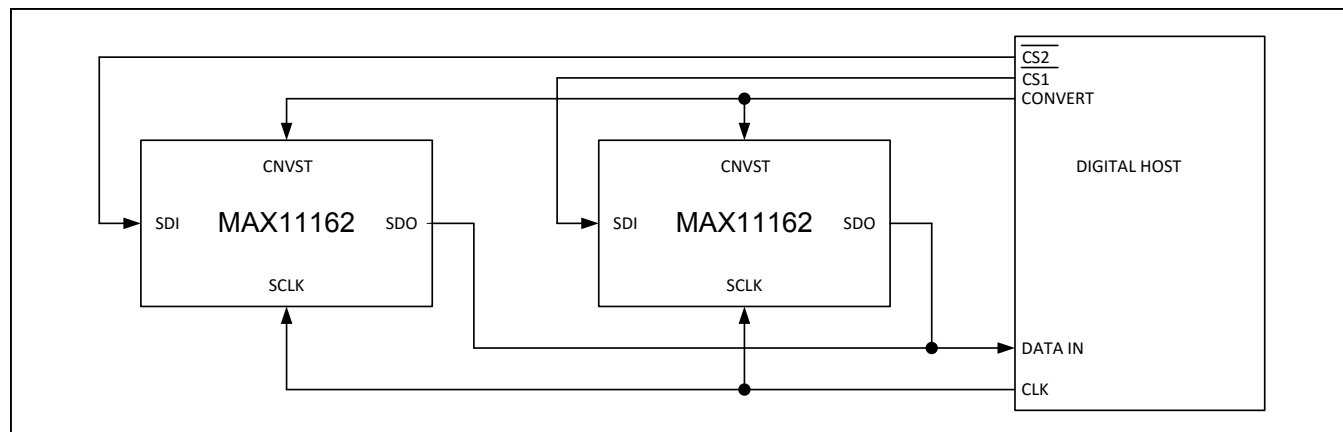 CS2
CS1
CONVERT
CNVST
CNVST
DIGITAL HOST
SDI
MAX11162
SDO
SDI
MAX11162
SDO
SCLK
SCLK
DATA IN
CLK